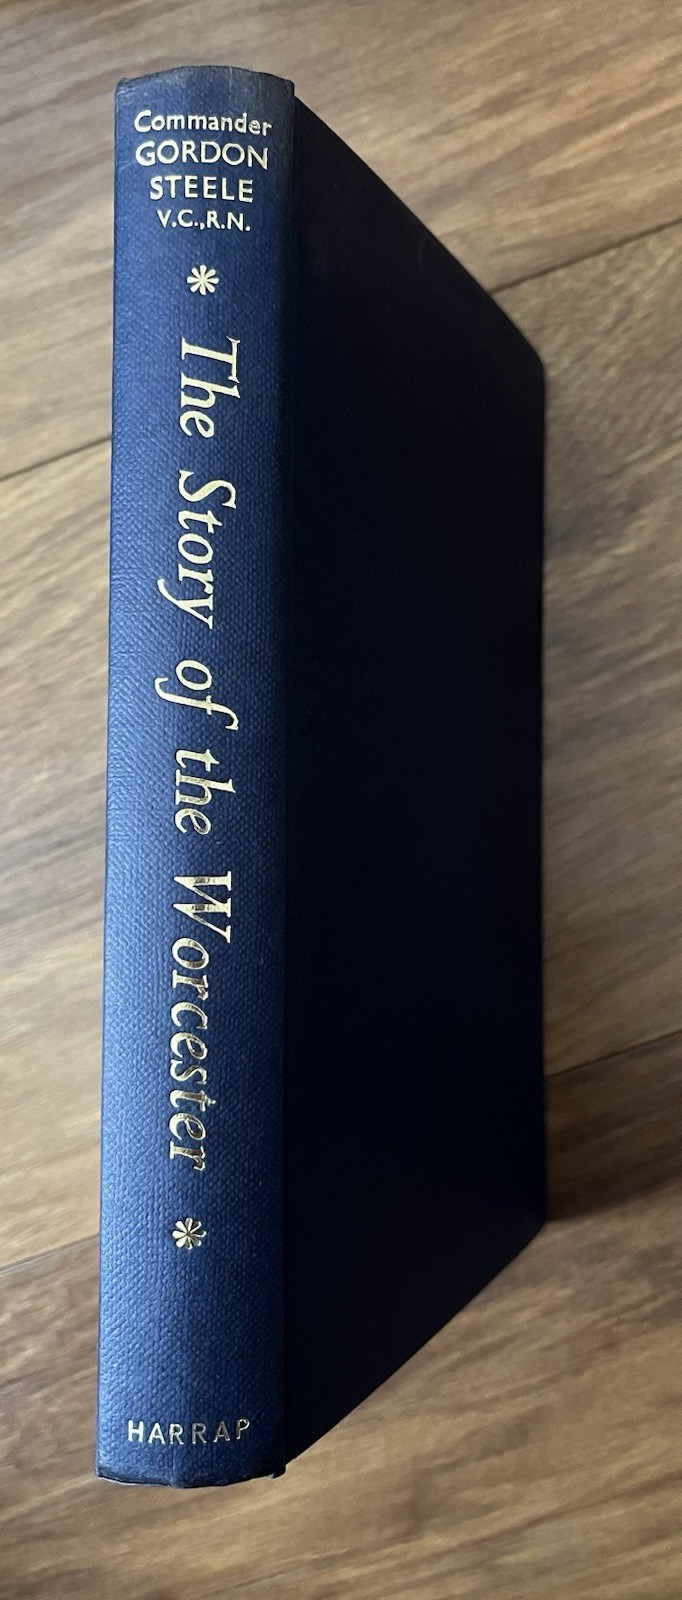 Commander
GORDON
STEELE
V.C.,R.N.
* The Story of the Worcester *
HARRAP